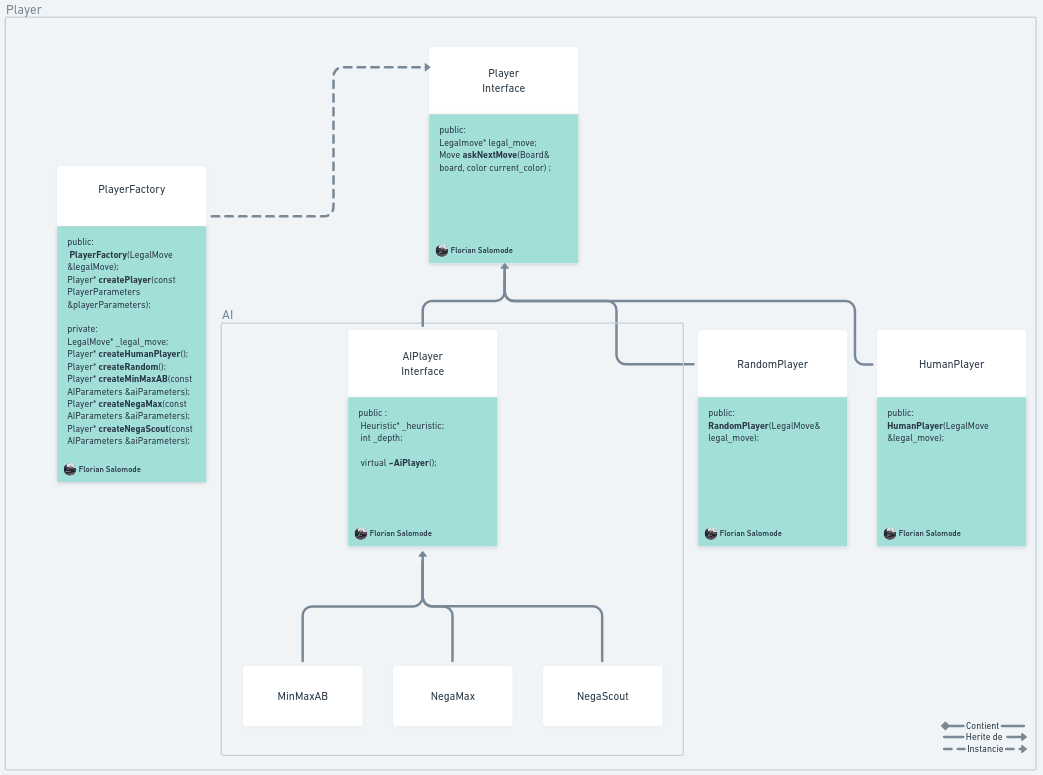 Player
Player
Interface
public:
Legalmove* legal_move;
Move askNextMove(Board&
board, color current_color) ;
Florian Salomode
PlayerFactory
public:
PlayerFactory(LegalMove
&legalMove);
Player* createPlayer(const
PlayerParameters
&playerParameters);
private:
LegalMove* _legal_move;
Player* createHumanPlayer();
Player* createRandom();
Player* createMinMaxAB(const
AIParameters &aiParameters);
Player* createNegaMax(const
AIParameters &aiParameters);
Player* createNegaScout(const
AIParameters &aiParameters);
Florian Salomode
AI
AIPlayer
Interface
public :
Heuristic* _heuristic;
int _depth;
virtual ~AiPlayer();
Florian Salomode
RandomPlayer
public:
RandomPlayer(LegalMove&
legal_move);
Florian Salomode
HumanPlayer
public:
HumanPlayer(LegalMove
&legal_move);
Florian Salomode
MinMaxAB
NegaMax
NegaScout
Contient
Herite de
Instancie